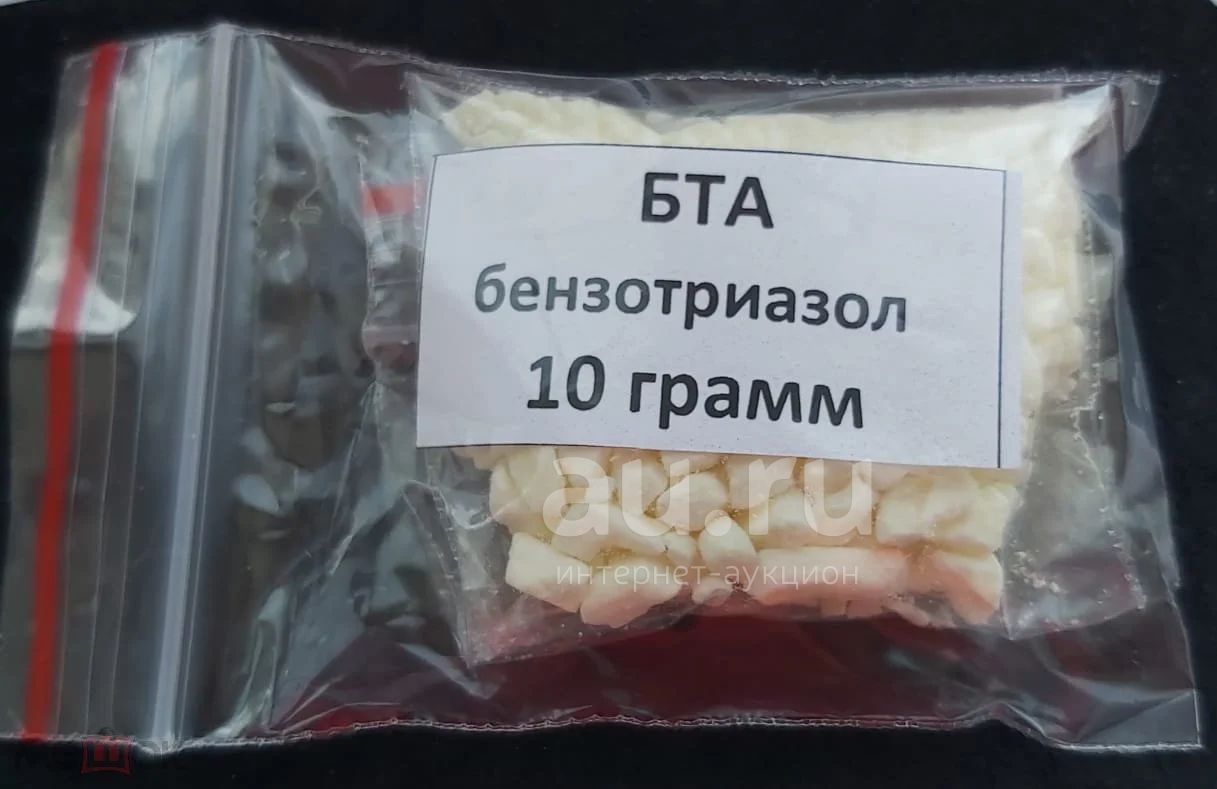 БТА
бензотриазол
10 грамм
au.ru
интернет-аукцион